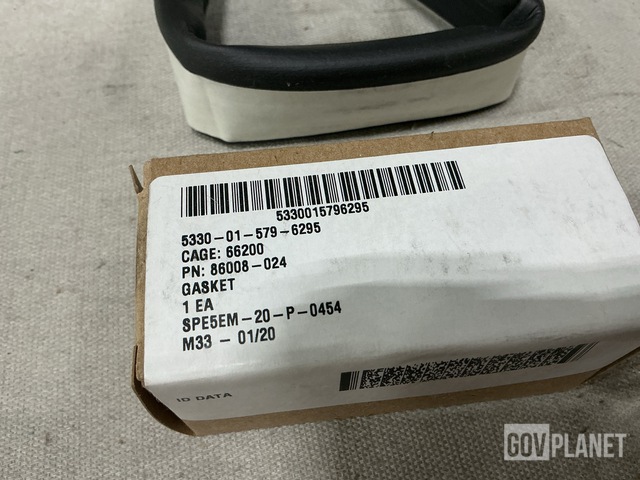 5330015796295
5330-01-579-6295
CAGE: 66200
PN: 86008-024
GASKET
1 EA
SPE5EM-20-P-0454
M33 - 01/20
ID DATA
GOVPLANET